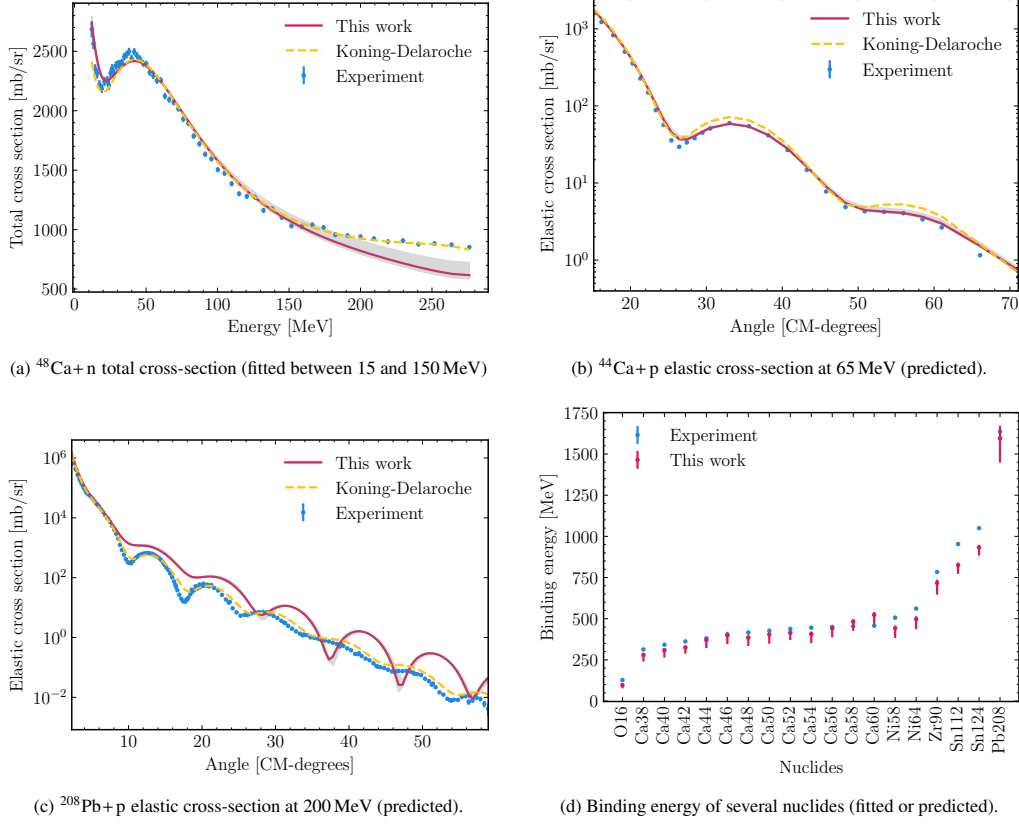 This work
Koning-Delaroche
Experiment
Total cross section [mb/sr]
2500
2000
1500
1000
500
0
50
100
150
200
250
Energy [MeV]
(a) ⁴⁸Ca+n total cross-section (fitted between 15 and 150 MeV)
This work
Koning-Delaroche
Experiment
Elastic cross section [mb/sr]
10³
10²
10¹
10⁰
20
30
40
50
60
70
Angle [CM-degrees]
(b) ⁴⁴Ca+p elastic cross-section at 65 MeV (predicted).
This work
Koning-Delaroche
Experiment
Elastic cross section [mb/sr]
10⁶
10⁴
10²
10⁰
10⁻²
10
20
30
40
50
Angle [CM-degrees]
(c) ²⁰⁸Pb+p elastic cross-section at 200 MeV (predicted).
Experiment
This work
Binding energy [MeV]
1750
1500
1250
1000
750
500
250
0
O16
Ca38
Ca40
Ca42
Ca44
Ca46
Ca48
Ca50
Ca52
Ca54
Ca56
Ca58
Ca60
Ni58
Ni64
Zr90
Sn112
Sn124
Pb208
Nuclides
(d) Binding energy of several nuclides (fitted or predicted).